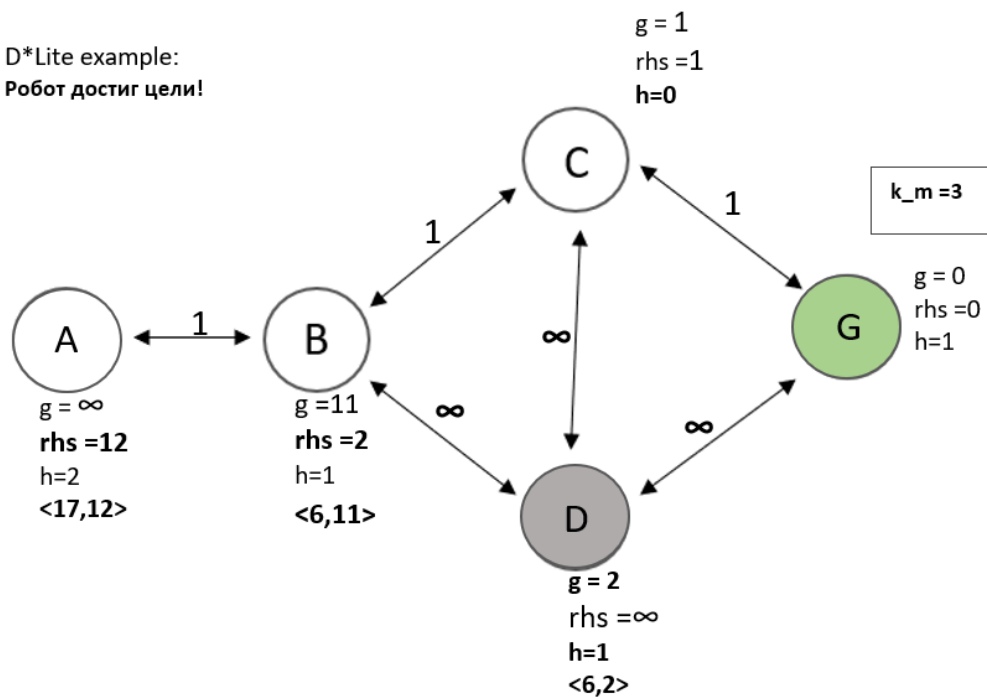 D*Lite example:
Робот достиг цели!
g = 1
rhs =1
h=0
C
k_m =3
1
1
g = 0
rhs =0
h=1
G
A
1
B
∞
g = ∞
rhs =12
h=2
<17,12>
g =11
rhs =2
h=1
<6,11>
∞
∞
D
g = 2
rhs =∞
h=1
<6,2>